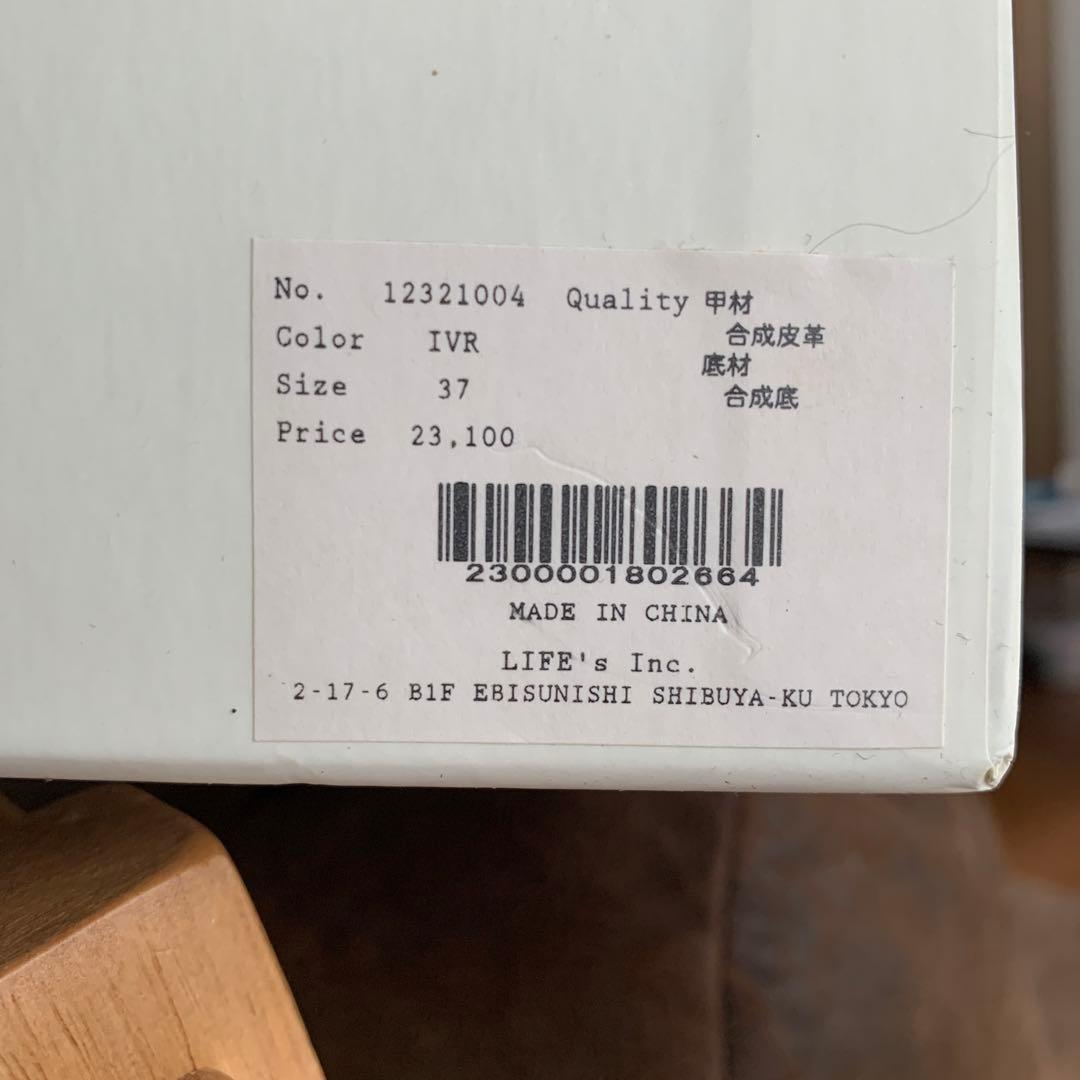 No. 12321004 Quality 甲材
合成皮革
Color IVR
底材
Size 37
合成底
Price 23,100
2300001802664
MADE IN CHINA
LIFE's Inc.
2-17-6 B1F EBISUNISHI SHIBUYA-KU TOKYO